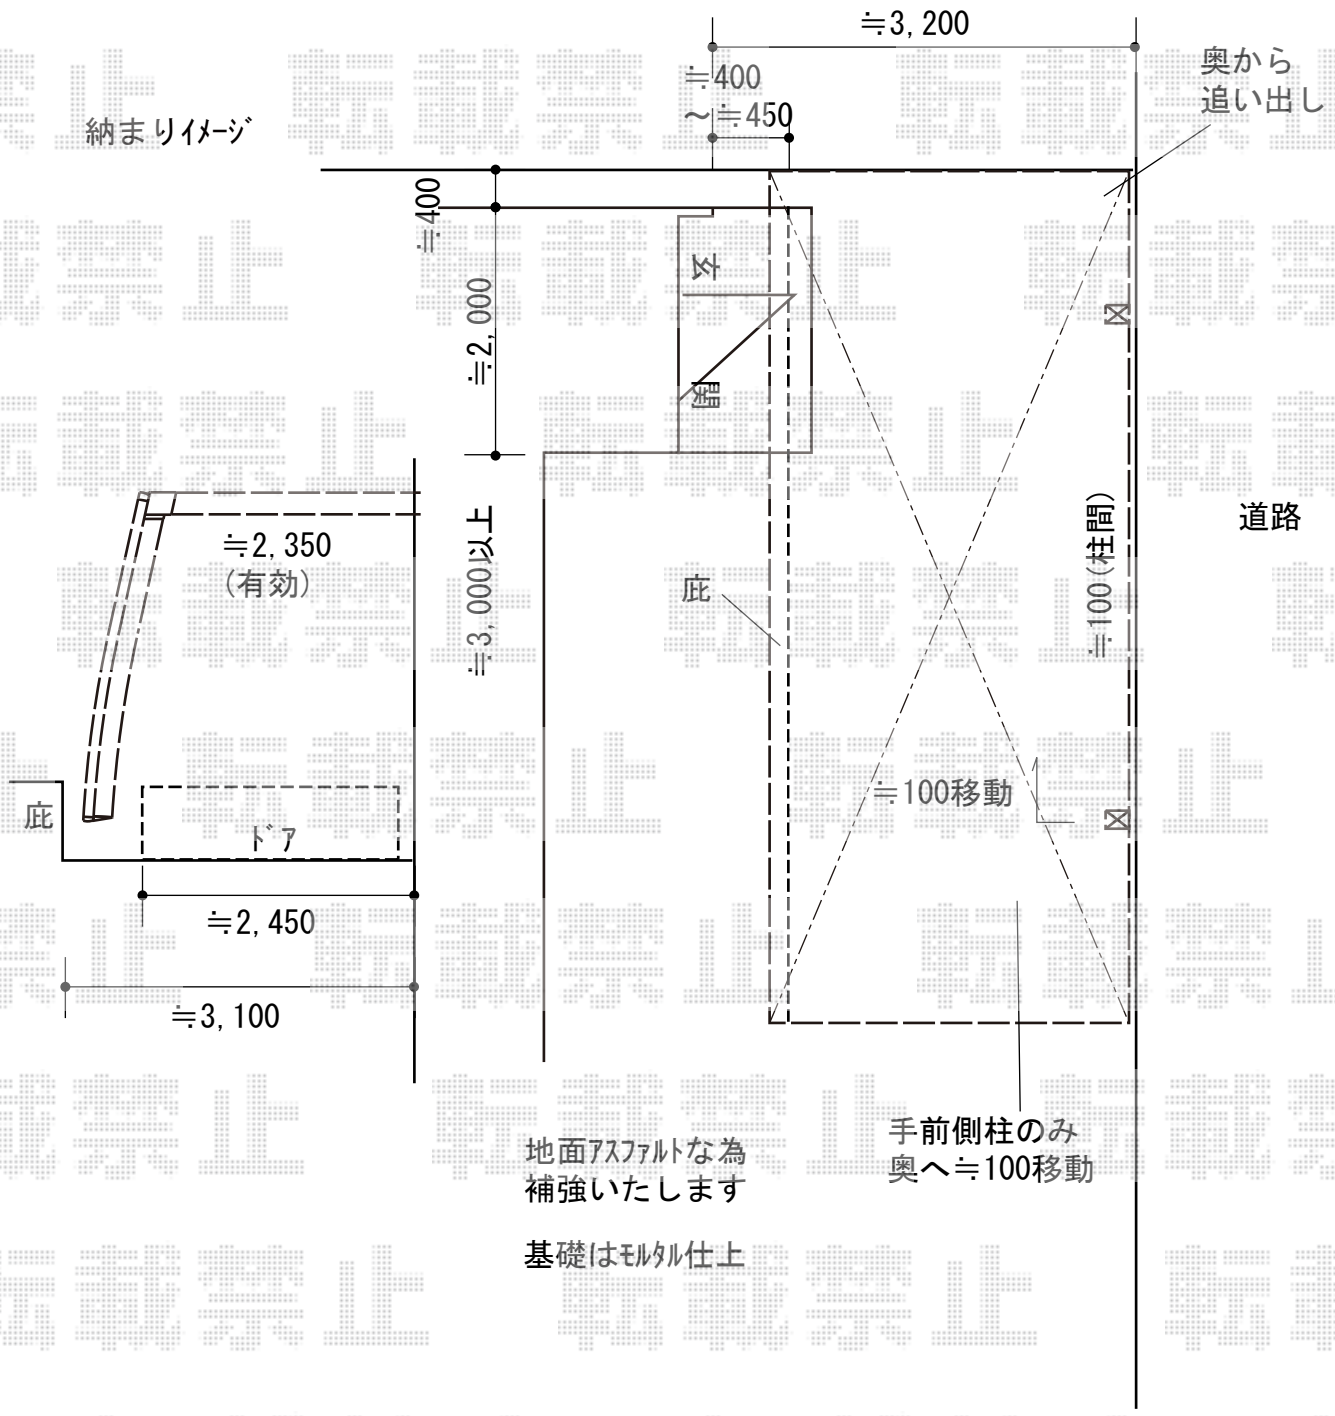 ≒3,200
奥から
追い出し
≒400
～≒450
納まりイメージ
≒400
玄関
≒2,000
≒3,000以上
道路
≒2,350
(有効)
庇
≒100(柱間)
≒100移動
庇
ドア
≒2,450
≒3,100
手前側柱のみ
奥へ≒100移動
地面アスファルトな為
補強いたします
基礎はモルタル仕上
転載禁止